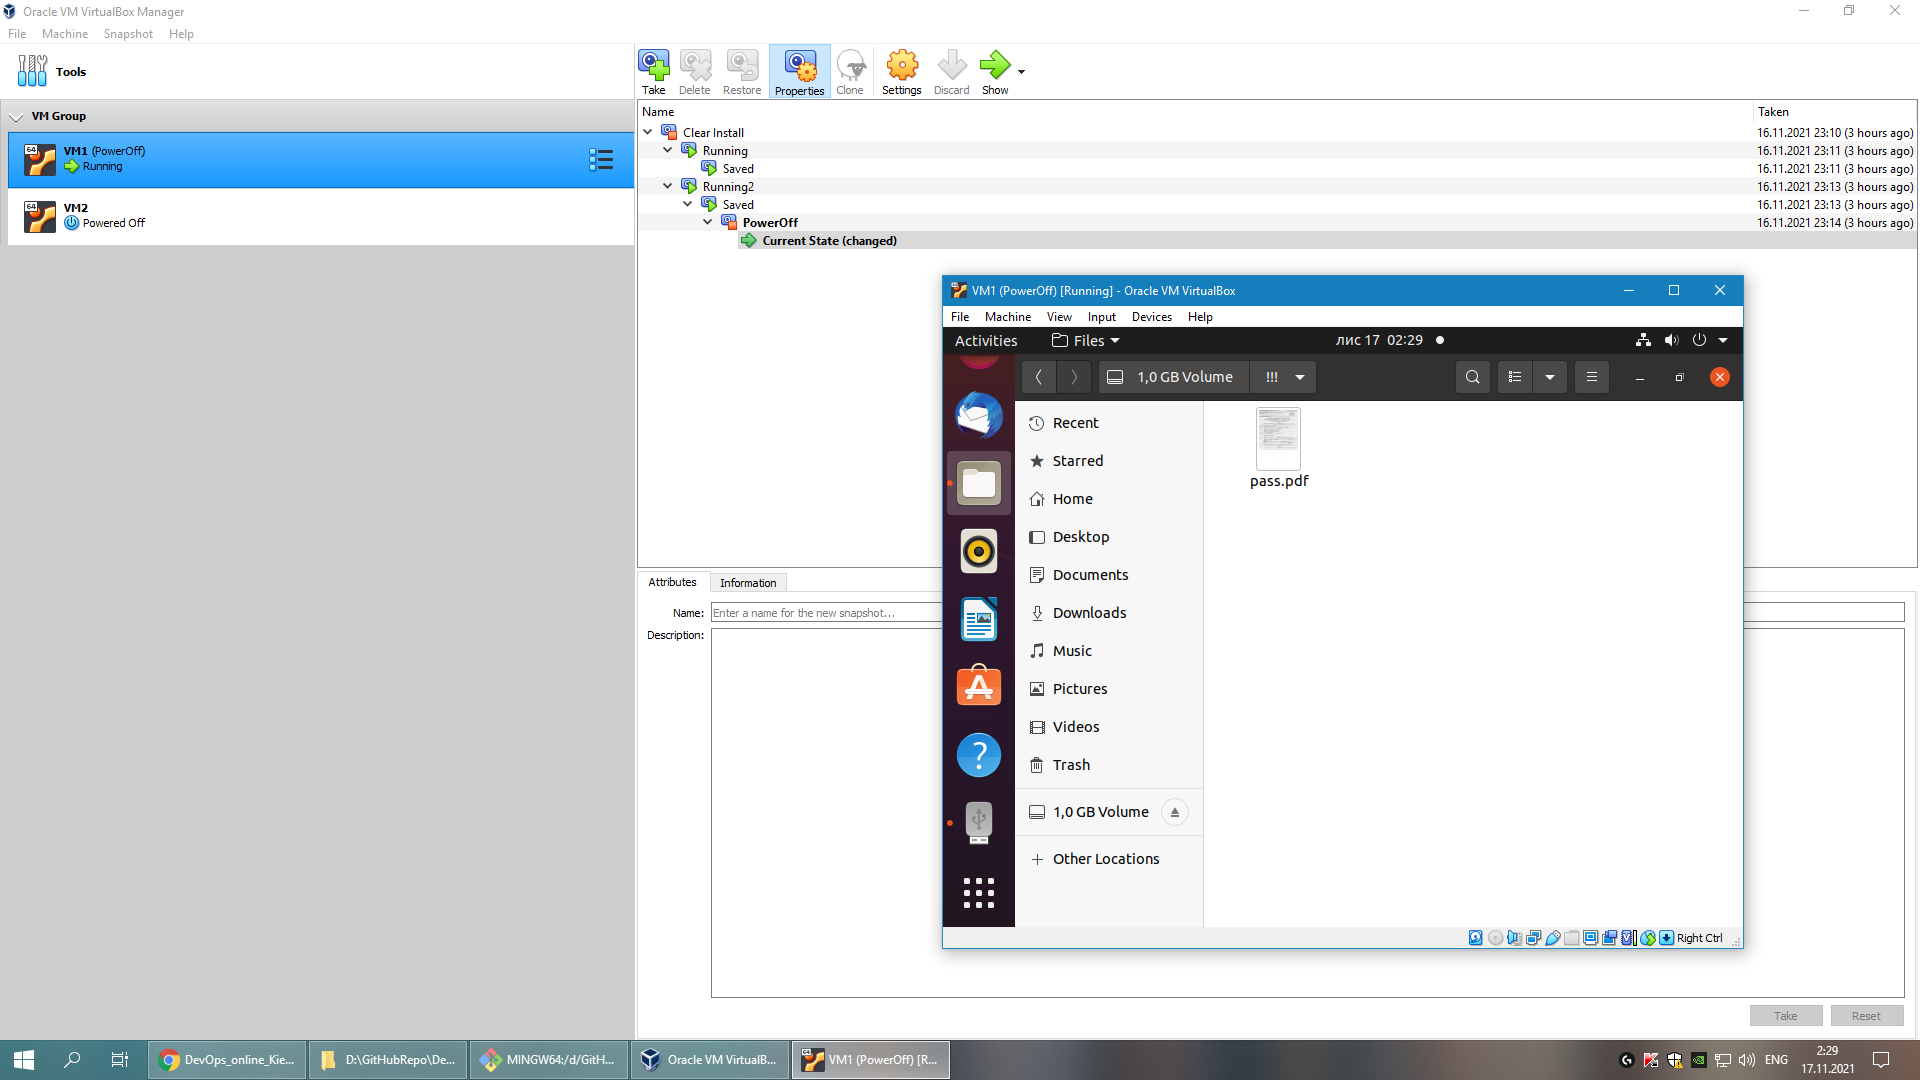 Oracle VM VirtualBox Manager
File Machine Snapshot Help
Tools
Take Delete Restore Properties Clone Settings Discard Show
VM Group
64 VM1 (PowerOff)
Running
64 VM2
Powered Off
Name Taken
Clear Install 16.11.2021 23:10 (3 hours ago)
Running 16.11.2021 23:11 (3 hours ago)
Saved 16.11.2021 23:11 (3 hours ago)
Running2 16.11.2021 23:13 (3 hours ago)
Saved 16.11.2021 23:13 (3 hours ago)
PowerOff 16.11.2021 23:14 (3 hours ago)
Current State (changed)
VM1 (PowerOff) [Running] - Oracle VM VirtualBox
File Machine View Input Devices Help
Activities Files лис 17 02:29
1,0 GB Volume !!!
Recent
Starred
Home
Desktop
Documents
Downloads
Music
Pictures
Videos
Trash
1,0 GB Volume
Other Locations
pass.pdf
Right Ctrl
Attributes Information
Name: Enter a name for the new snapshot...
Description:
Take Reset
DevOps_online_Kie... D:\GitHubRepo\De... MINGW64:/d/GitH... Oracle VM VirtualB... VM1 (PowerOff) [R...
ENG 2:29
17.11.2021